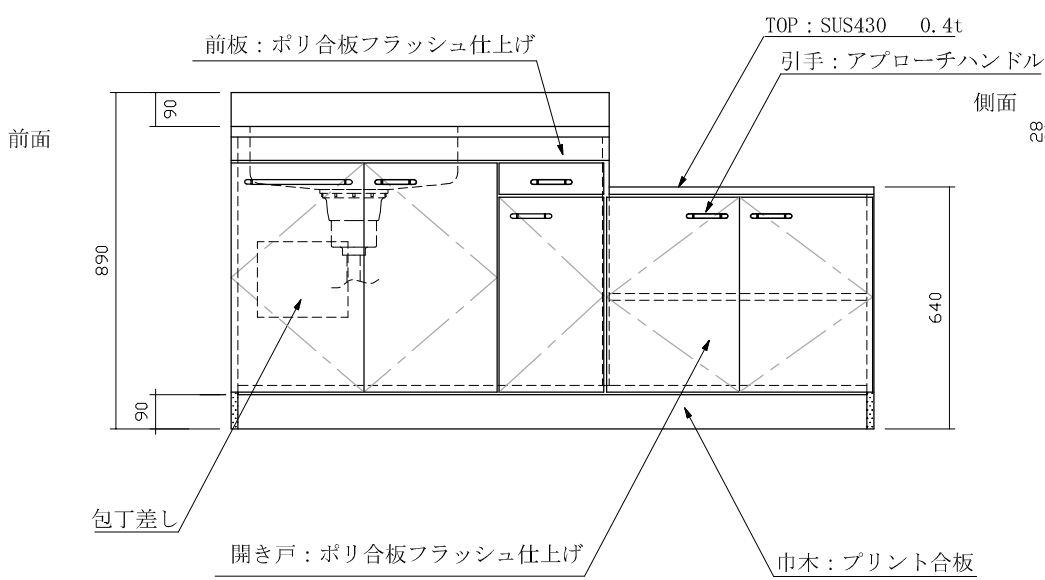 TOP：SUS430　0.4t
前板：ポリ合板フラッシュ仕上げ
引手：アプローチハンドル
側面
前面
90
28
890
640
90
包丁差し
開き戸：ポリ合板フラッシュ仕上げ
巾木：プリント合板